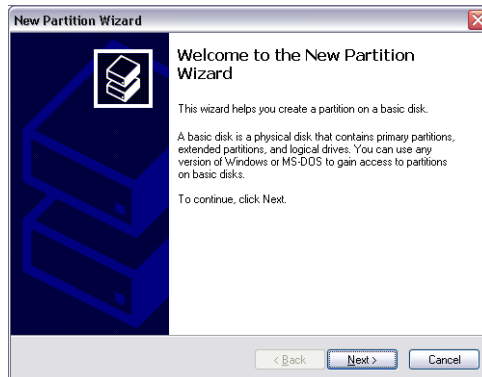 New Partition Wizard
Welcome to the New Partition
Wizard
This wizard helps you create a partition on a basic disk.
A basic disk is a physical disk that contains primary partitions,
extended partitions, and logical drives. You can use any
version of Windows or MS-DOS to gain access to partitions
on basic disks.
To continue, click Next.
< Back Next > Cancel